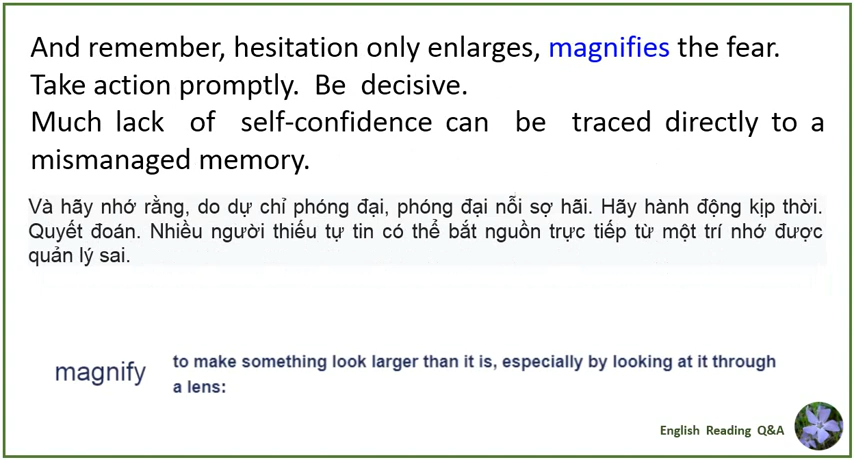 And remember, hesitation only enlarges, magnifies the fear.
Take action promptly. Be decisive.
Much lack of self-confidence can be traced directly to a
mismanaged memory.
Và hãy nhớ rằng, do dự chỉ phóng đại, phóng đại nỗi sợ hãi. Hãy hành động kịp thời.
Quyết đoán. Nhiều người thiếu tự tin có thể bắt nguồn trực tiếp từ một trí nhớ được
quản lý sai.
magnify
to make something look larger than it is, especially by looking at it through
a lens:
English Reading Q&A